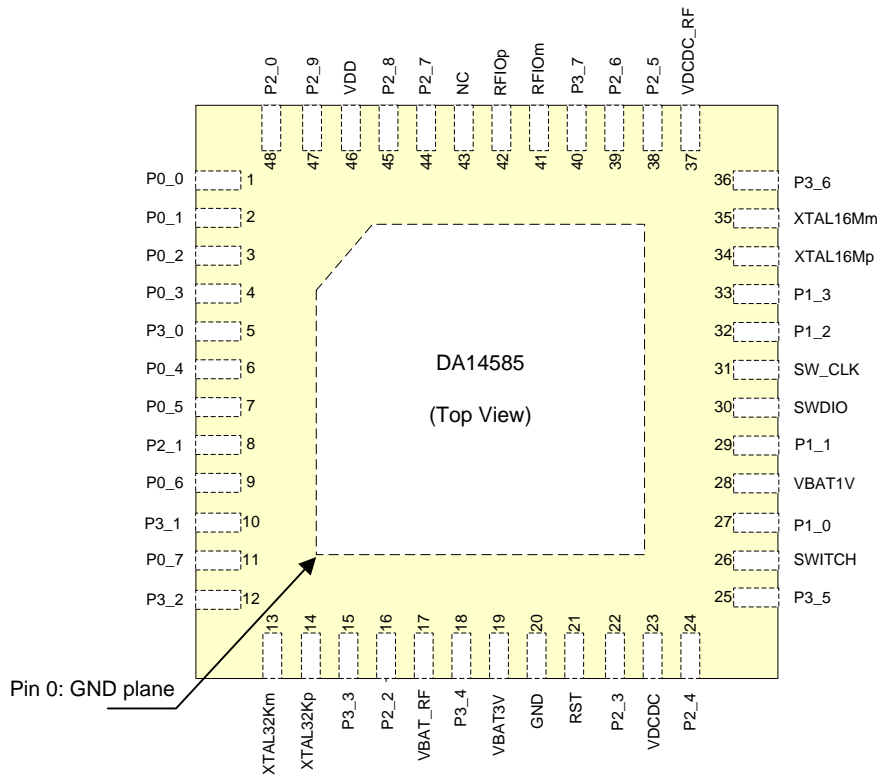 P2_0
P2_9
VDD
P2_8
P2_7
NC
RFIOp
RFIOm
P3_7
P2_6
P2_5
VDCDC_RF
48
47
46
45
44
43
42
41
40
39
38
37
P0_0 1
P0_1 2
P0_2 3
P0_3 4
P3_0 5
P0_4 6
P0_5 7
P2_1 8
P0_6 9
P3_1 10
P0_7 11
P3_2 12
DA14585
(Top View)
36 P3_6
35 XTAL16Mm
34 XTAL16Mp
33 P1_3
32 P1_2
31 SW_CLK
30 SWDIO
29 P1_1
28 VBAT1V
27 P1_0
26 SWITCH
25 P3_5
13
14
15
16
17
18
19
20
21
22
23
24
XTAL32Km
XTAL32Kp
P3_3
P2_2
VBAT_RF
P3_4
VBAT3V
GND
RST
P2_3
VDCDC
P2_4
Pin 0: GND plane